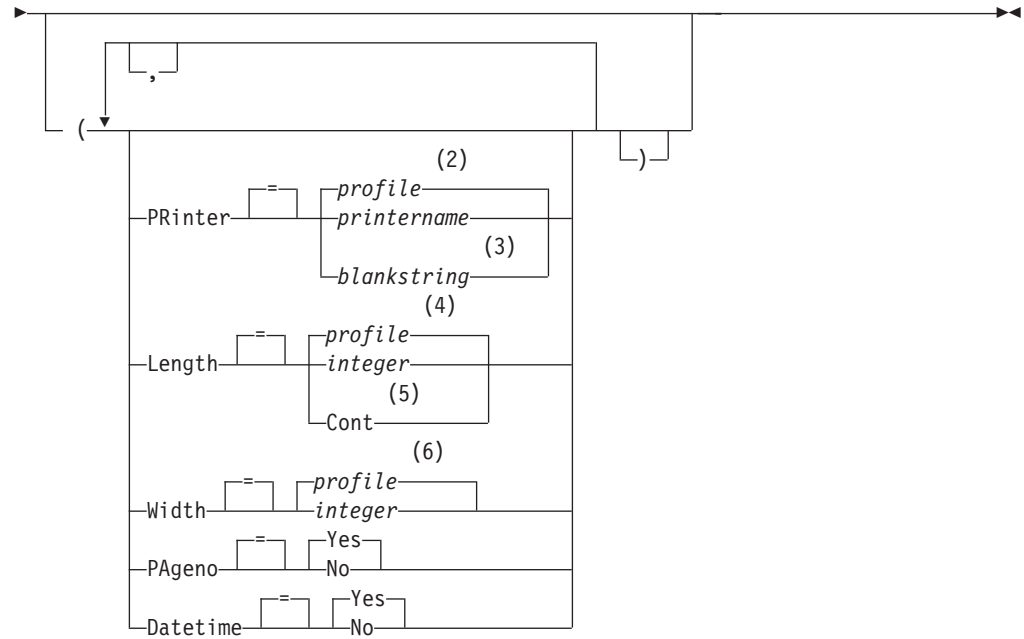 ,
( )
(2)
PRinter = profile
printername
(3)
blankstring
(4)
Length = profile
integer
(5)
Cont
(6)
Width = profile
integer
PAgeno = Yes
No
Datetime = Yes
No